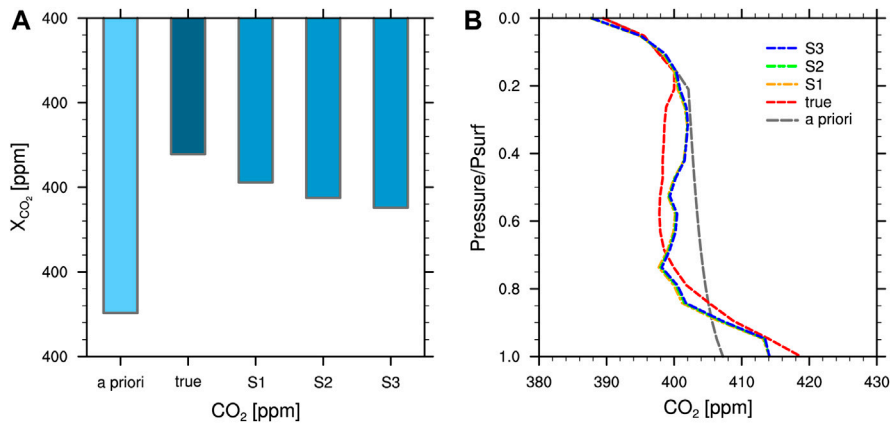 A
400
400
400
400
400
X_CO2 [ppm]
a priori true S1 S2 S3
CO2 [ppm]
B
0.0
0.2
0.4
0.6
0.8
1.0
Pressure/Psurf
S3
S2
S1
true
a priori
380 390 400 410 420 430
CO2 [ppm]